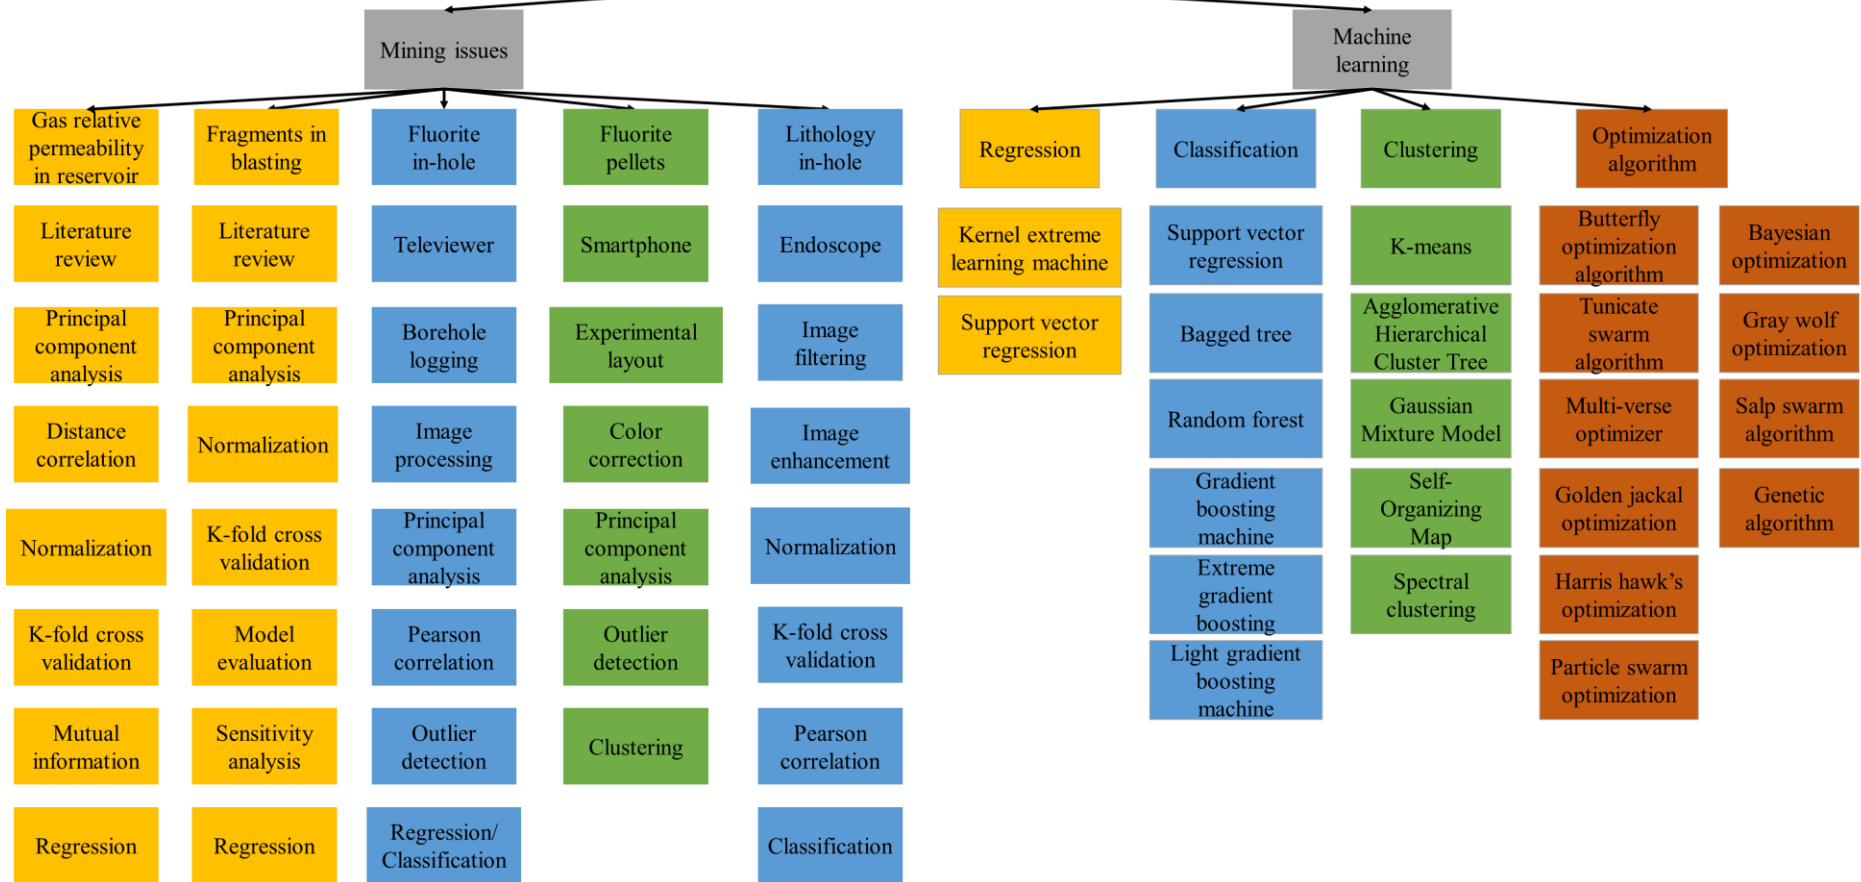 Mining issues
Machine
learning
Gas relative
permeability
in reservoir
Fragments in
blasting
Fluorite
in-hole
Fluorite
pellets
Lithology
in-hole
Regression
Classification
Clustering
Optimization
algorithm
Literature
review
Literature
review
Televiewer
Smartphone
Endoscope
Kernel extreme
learning machine
Support vector
regression
K-means
Butterfly
optimization
algorithm
Bayesian
optimization
Principal
component
analysis
Principal
component
analysis
Borehole
logging
Experimental
layout
Image
filtering
Support vector
regression
Bagged tree
Agglomerative
Hierarchical
Cluster Tree
Tunicate
swarm
algorithm
Gray wolf
optimization
Distance
correlation
Normalization
Image
processing
Color
correction
Image
enhancement
Random forest
Gaussian
Mixture Model
Multi-verse
optimizer
Salp swarm
algorithm
Normalization
K-fold cross
validation
Principal
component
analysis
Principal
component
analysis
Normalization
Gradient
boosting
machine
Self-
Organizing
Map
Golden jackal
optimization
Genetic
algorithm
K-fold cross
validation
Model
evaluation
Pearson
correlation
Outlier
detection
K-fold cross
validation
Extreme
gradient
boosting
Spectral
clustering
Harris hawk’s
optimization
Mutual
information
Sensitivity
analysis
Outlier
detection
Clustering
Pearson
correlation
Light gradient
boosting
machine
Particle swarm
optimization
Regression
Regression
Regression/
Classification
Classification